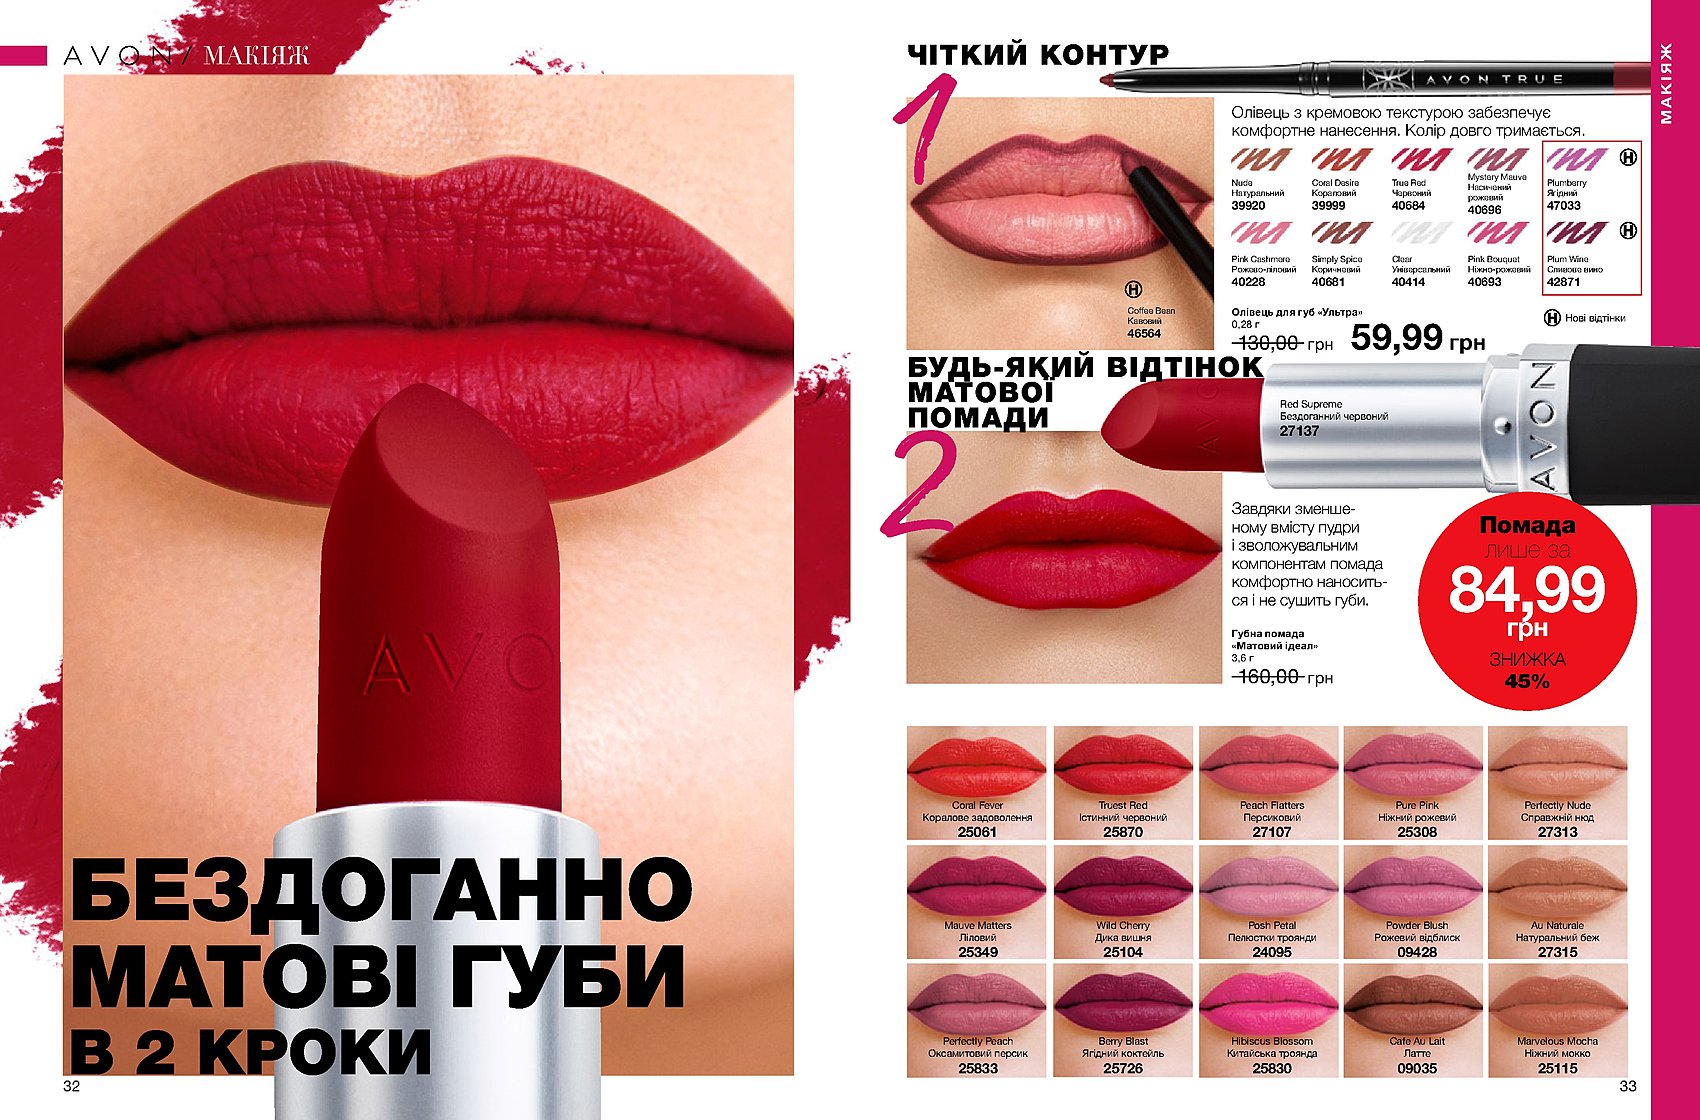 AVON/ МАКІЯЖ
AVO
БЕЗДОГАННО
МАТОВІ ГУБИ
В 2 КРОКИ
32
МАКІЯЖ
ЧІТКИЙ КОНТУР
AVON TRUE
1
Олівець з кремовою текстурою забезпечує
комфортне нанесення. Колір довго тримається.
Nude
Натуральний
39920
Coral Desire
Кораловий
39999
True Red
Червоний
40684
Mystery Mauve
Насичений
рожевий
40696
Plumberry
Ягідний
47033
Н
Pink Cashmere
Рожево-ліловий
40228
Simply Spice
Коричневий
40681
Clear
Універсальний
40414
Pink Bouquet
Ніжно-рожевий
40693
Plum Wine
Сливове вино
42871
Н
Н
Coffee Bean
Кавовий
46564
Олівець для губ «Ультра»
0,28 г
130,00 грн 59,99 грн
Н Нові відтінки
БУДЬ-ЯКИЙ ВІДТІНОК
МАТОВОЇ
ПОМАДИ
2
AVO
Red Supreme
Бездоганний червоний
27137
AVON
Завдяки зменше-
ному вмісту пудри
і зволожувальним
компонентам помада
комфортно наносить-
ся і не сушить губи.
Губна помада
«Матовий ідеал»
3,6 г
160,00 грн
Помада
лише за
84,99
грн
ЗНИЖКА
45%
Coral Fever
Коралове задоволення
25061
Truest Red
Істинний червоний
25870
Peach Flatters
Персиковий
27107
Pure Pink
Ніжний рожевий
25308
Perfectly Nude
Справжній нюд
27313
Mauve Matters
Ліловий
25349
Wild Cherry
Дика вишня
25104
Posh Petal
Пелюстки троянди
24095
Powder Blush
Рожевий відблиск
09428
Au Naturale
Натуральний беж
27315
Perfectly Peach
Оксамитовий персик
25833
Berry Blast
Ягідний коктейль
25726
Hibiscus Blossom
Китайська троянда
25830
Cafe Au Lait
Латте
09035
Marvelous Mocha
Ніжний мокко
25115
33